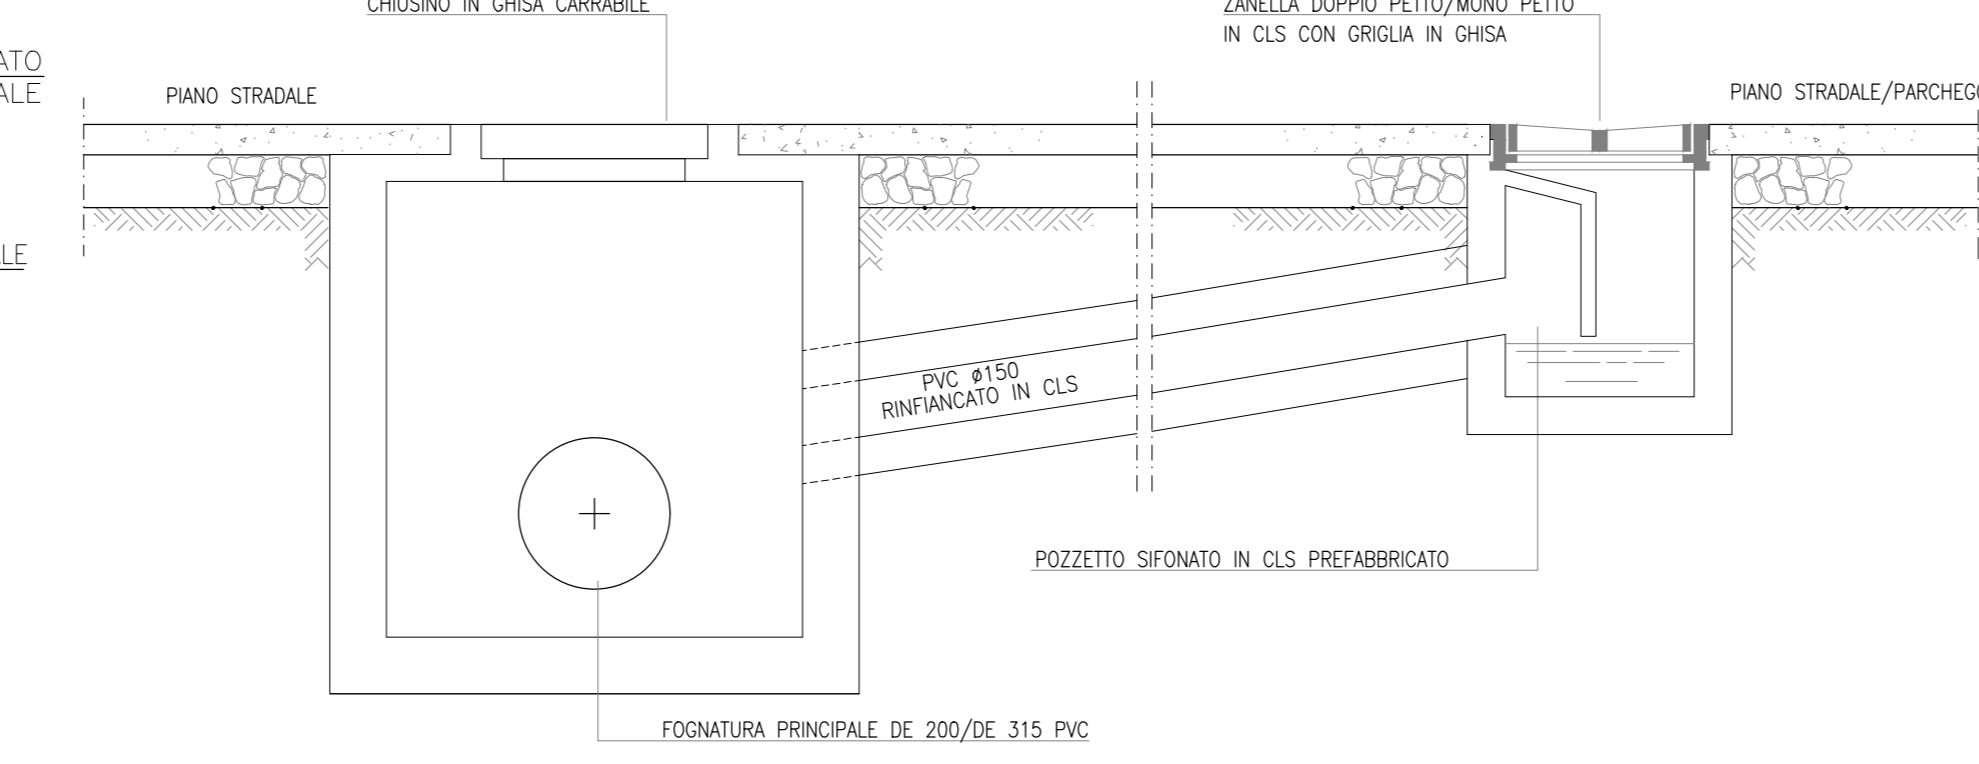 CHIUSINO IN GHISA CARRABILE
ZANELLA DOPPIO PETTO/MONO PETTO
IN CLS CON GRIGLIA IN GHISA
PIANO STRADALE
PIANO STRADALE/PARCHEGG
PVC ø150
RINFIANCATO IN CLS
POZZETTO SIFONATO IN CLS PREFABBRICATO
FOGNATURA PRINCIPALE DE 200/DE 315 PVC